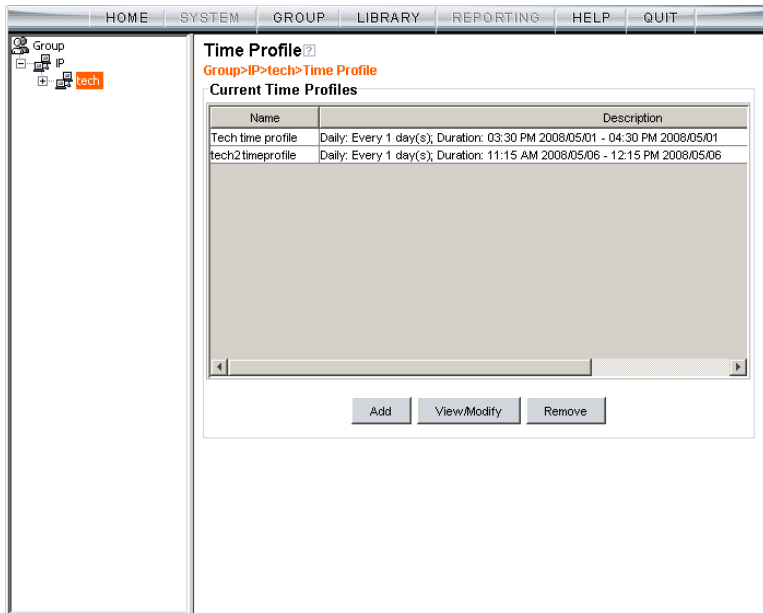 HOME SYSTEM GROUP LIBRARY REPORTING HELP QUIT
Group
IP
tech
Time Profile?
Group>IP>tech>Time Profile
Current Time Profiles
Name Description
Tech time profile Daily: Every 1 day(s); Duration: 03:30 PM 2008/05/01 - 04:30 PM 2008/05/01
tech2timeprofile Daily: Every 1 day(s); Duration: 11:15 AM 2008/05/06 - 12:15 PM 2008/05/06
Add View/Modify Remove